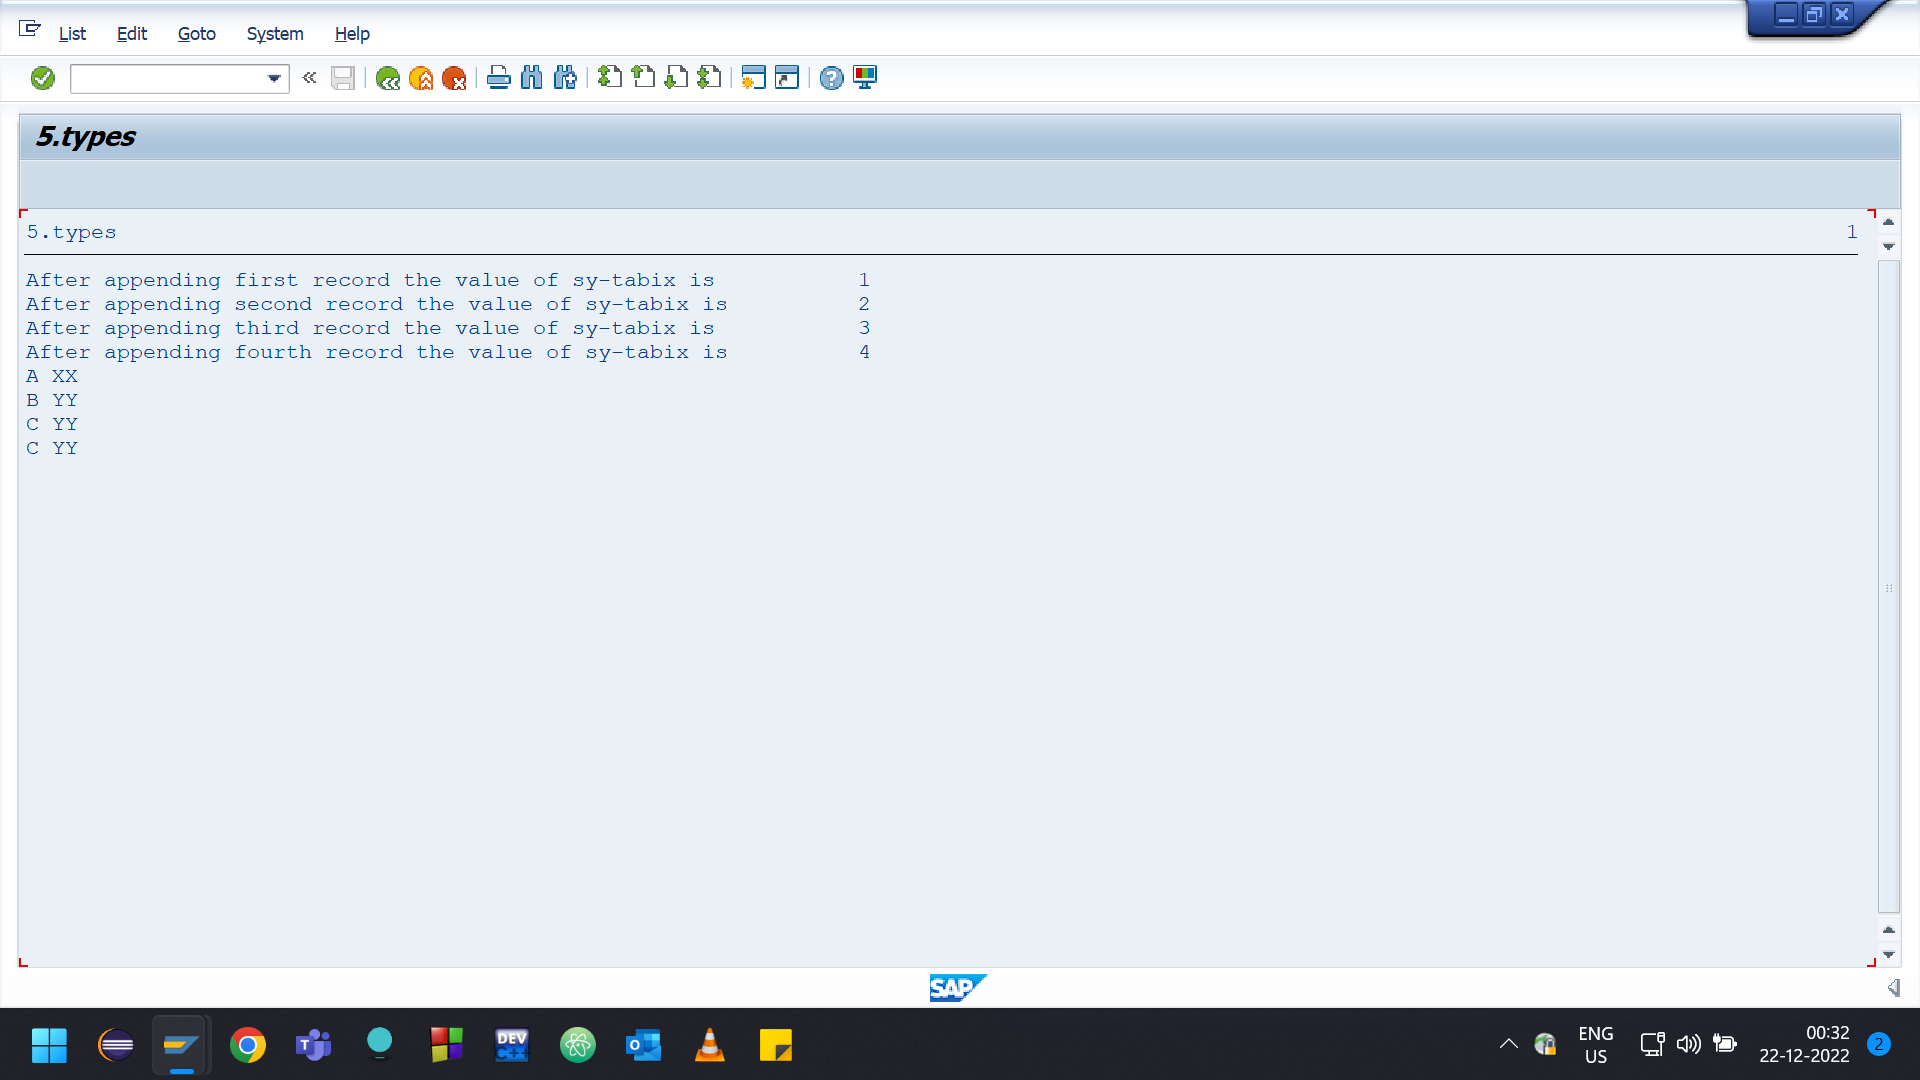 List Edit Goto System Help
5.types
5.types 1
After appending first record the value of sy-tabix is 1
After appending second record the value of sy-tabix is 2
After appending third record the value of sy-tabix is 3
After appending fourth record the value of sy-tabix is 4
A XX
B YY
C YY
C YY
SAP
T
DEV
C++
O
ENG
US
00:32
22-12-2022
2